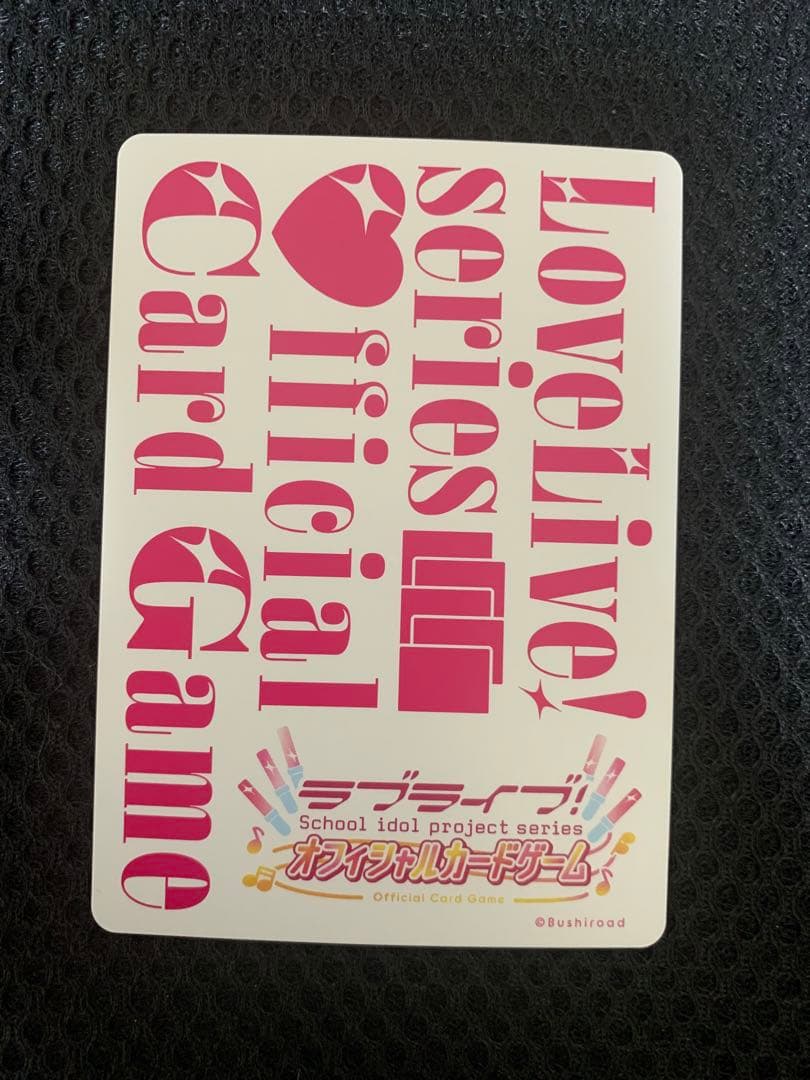 LoveLive!
series
♥fficial
Card Game
ラブライブ!
School idol project series
オフィシャルカードゲーム
Official Card Game
©Bushiroad